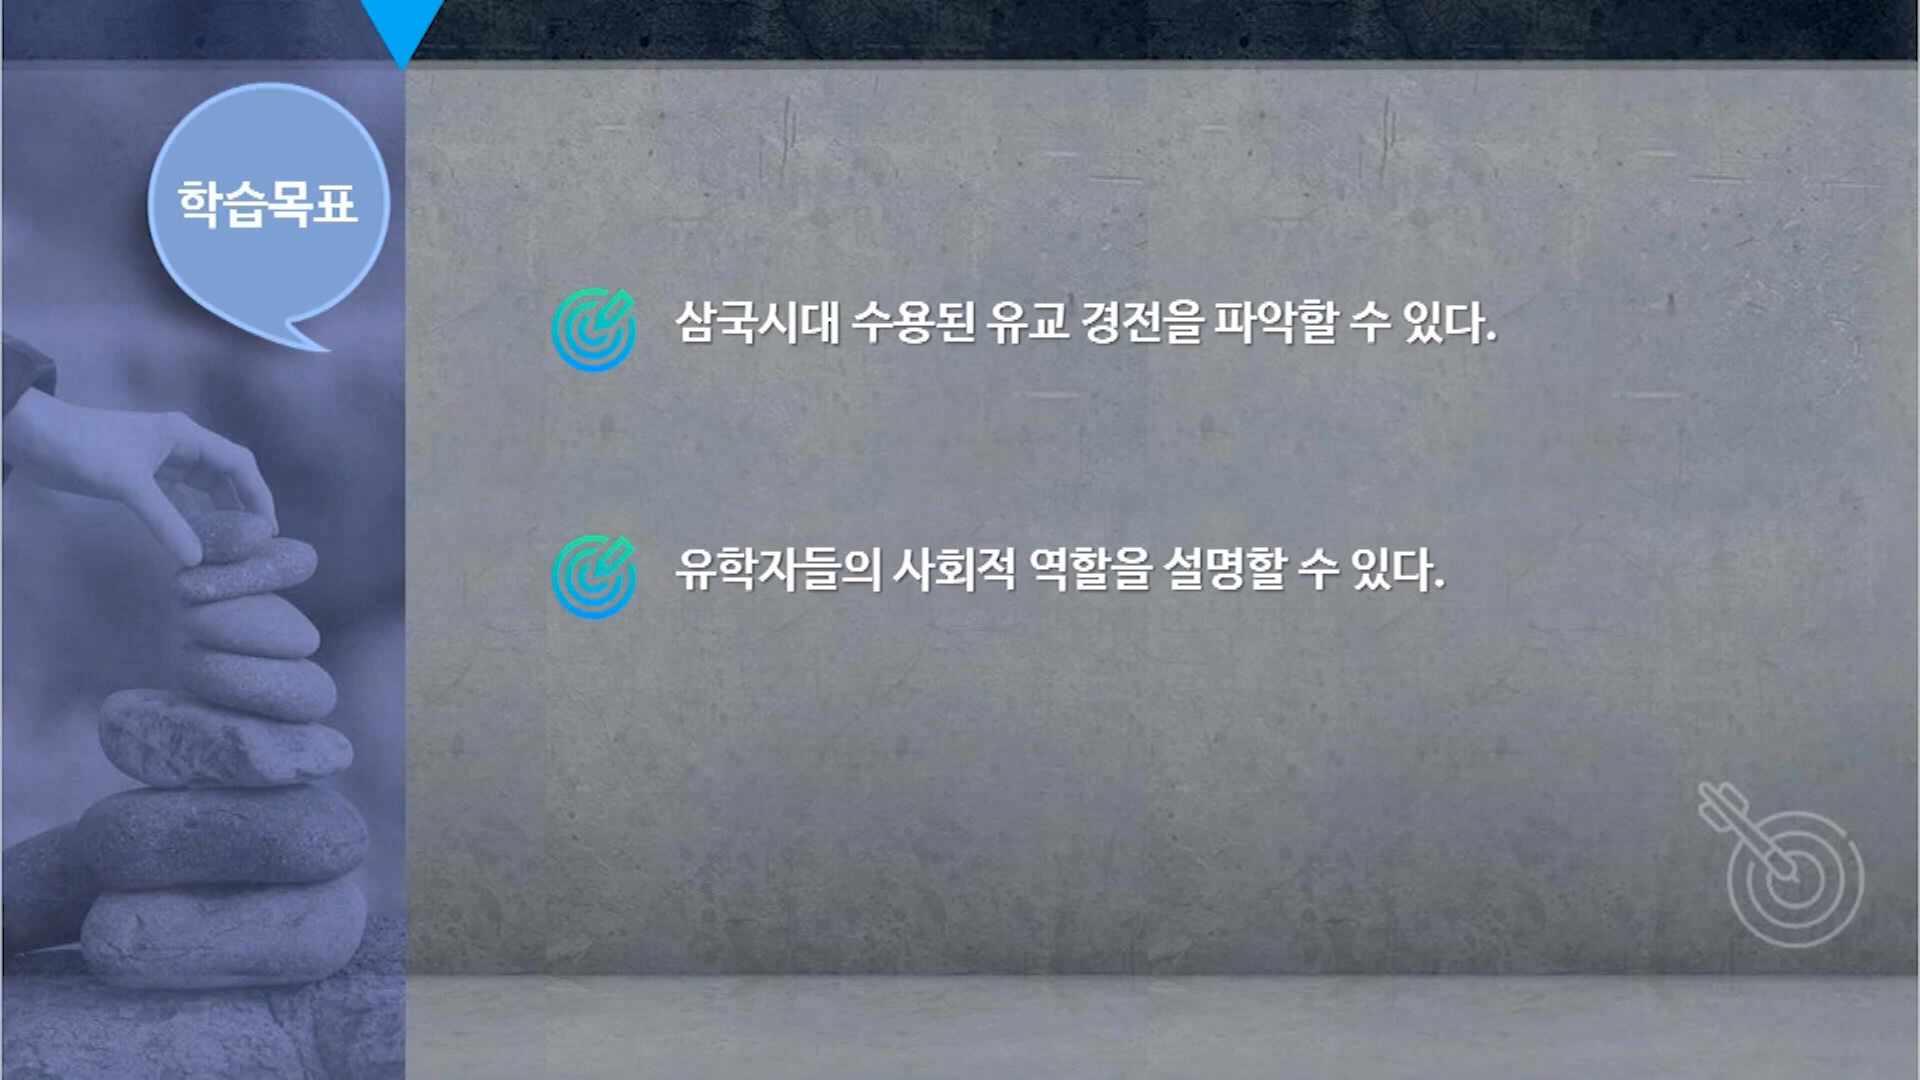 학습목표
삼국시대 수용된 유교 경전을 파악할 수 있다.
유학자들의 사회적 역할을 설명할 수 있다.